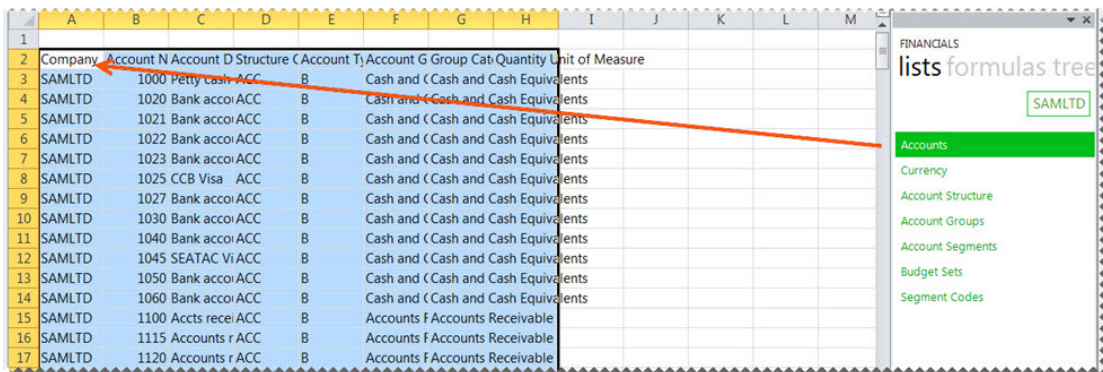 A B C D E F G H I J K L M
1
2 Company Account N Account D Structure C Account Ty Account G Group Cate Quantity Unit of Measure
3 SAMLTD 1000 Petty cash ACC B Cash and C Cash and Cash Equivalents
4 SAMLTD 1020 Bank accou ACC B Cash and C Cash and Cash Equivalents
5 SAMLTD 1021 Bank accou ACC B Cash and C Cash and Cash Equivalents
6 SAMLTD 1022 Bank accou ACC B Cash and C Cash and Cash Equivalents
7 SAMLTD 1023 Bank accou ACC B Cash and C Cash and Cash Equivalents
8 SAMLTD 1025 CCB Visa ACC B Cash and C Cash and Cash Equivalents
9 SAMLTD 1027 Bank accou ACC B Cash and C Cash and Cash Equivalents
10 SAMLTD 1030 Bank accou ACC B Cash and C Cash and Cash Equivalents
11 SAMLTD 1040 Bank accou ACC B Cash and C Cash and Cash Equivalents
12 SAMLTD 1045 SEATAC Vi ACC B Cash and C Cash and Cash Equivalents
13 SAMLTD 1050 Bank accou ACC B Cash and C Cash and Cash Equivalents
14 SAMLTD 1060 Bank accou ACC B Cash and C Cash and Cash Equivalents
15 SAMLTD 1100 Accts recei ACC B Accounts R Accounts Receivable
16 SAMLTD 1115 Accounts r ACC B Accounts R Accounts Receivable
17 SAMLTD 1120 Accounts r ACC B Accounts R Accounts Receivable
FINANCIALS
lists formulas tree
SAMLTD
Accounts
Currency
Account Structure
Account Groups
Account Segments
Budget Sets
Segment Codes